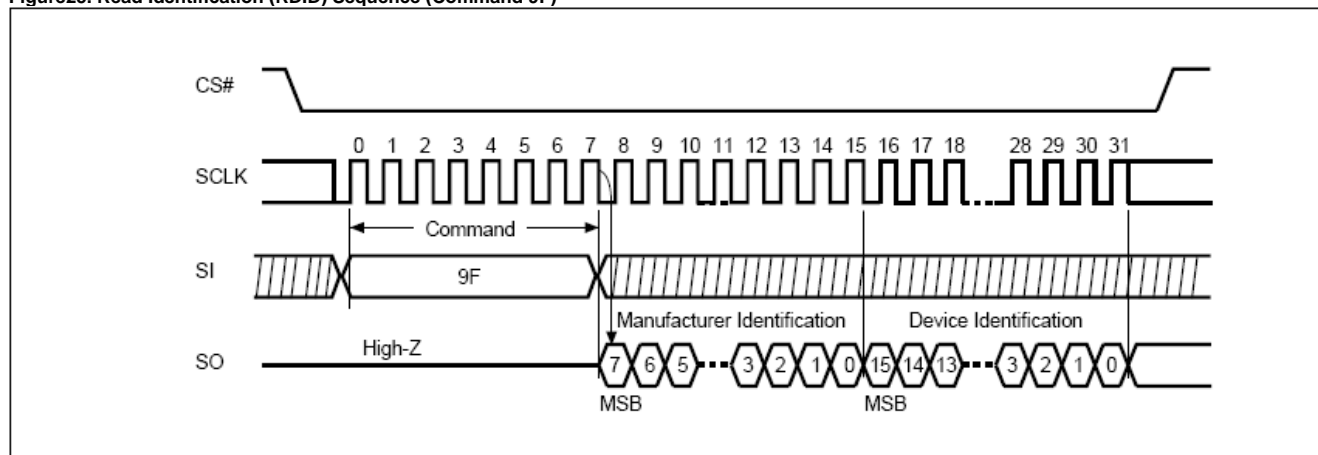 Figure28. Read Identification (RDID) Sequence (Command 9F)
CS#
0 1 2 3 4 5 6 7 8 9 10 11 12 13 14 15 16 17 18 28 29 30 31
SCLK
Command
SI
9F
Manufacturer Identification Device Identification
High-Z
SO
7 6 5 3 2 1 0 15 14 13 3 2 1 0
MSB MSB